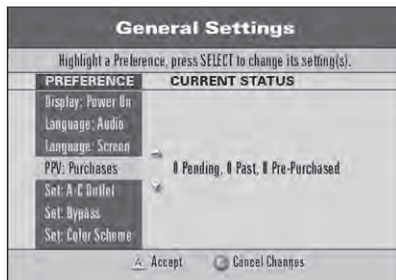 General Settings
Highlight a Preference, press SELECT to change its setting(s).
PREFERENCE CURRENT STATUS
Display: Power On
Language: Audio
Language: Screen
PPV: Purchases 0 Pending, 0 Past, 0 Pre-Purchased
Set: A-C Outlet
Set: Bypass
Set: Color Scheme
A Accept C Cancel Changes